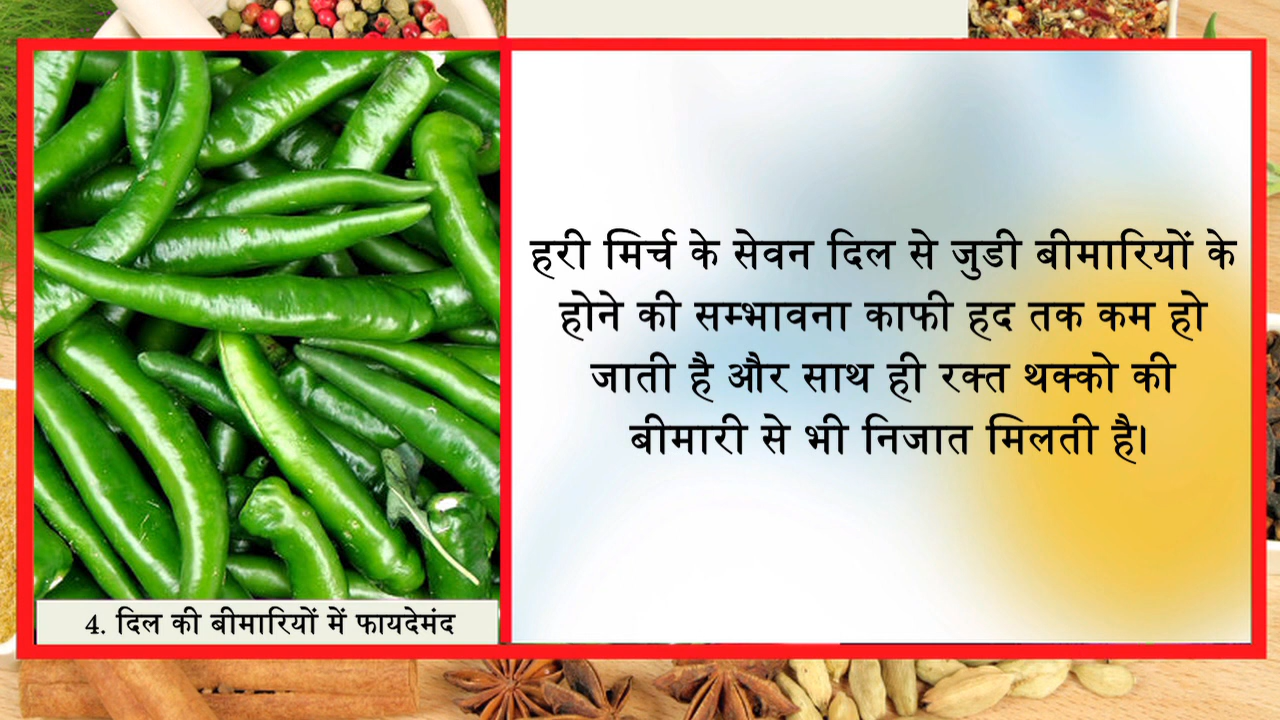 हरी मिर्च के सेवन दिल से जुडी बीमारियों के
होने की सम्भावना काफी हद तक कम हो
जाती है और साथ ही रक्त थक्को की
बीमारी से भी निजात मिलती है।
4. दिल की बीमारियों में फायदेमंद